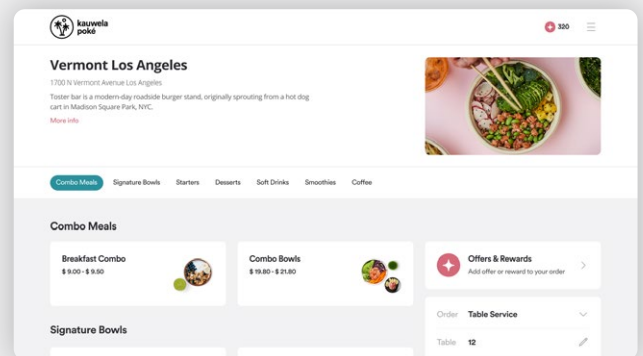 kauwela
poké
320
Vermont Los Angeles
1700 N Vermont Avenue Los Angeles
Toster bar is a modern-day roadside burger stand, originally sprouting from a hot dog
cart in Madison Square Park, NYC.
More info
Combo Meals Signature Bowls Starters Desserts Soft Drinks Smoothies Coffee
Combo Meals
Breakfast Combo
$ 9.00 - $ 9.50
Combo Bowls
$ 19.80 - $ 21.80
Offers & Rewards
Add offer or reward to your order
Order Table Service
Table 12
Signature Bowls